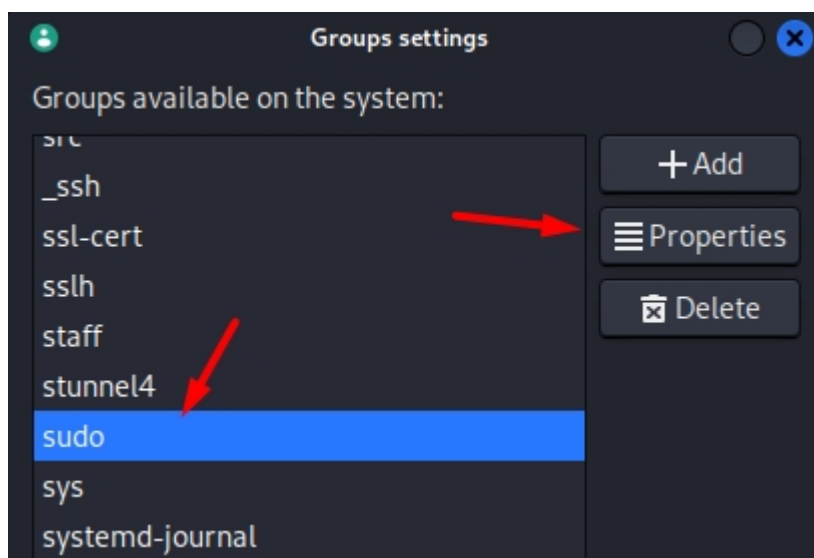 Groups settings
Groups available on the system:
src
_ssh
ssl-cert
sslh
staff
stunnel4
sudo
sys
systemd-journal
Add
Properties
Delete